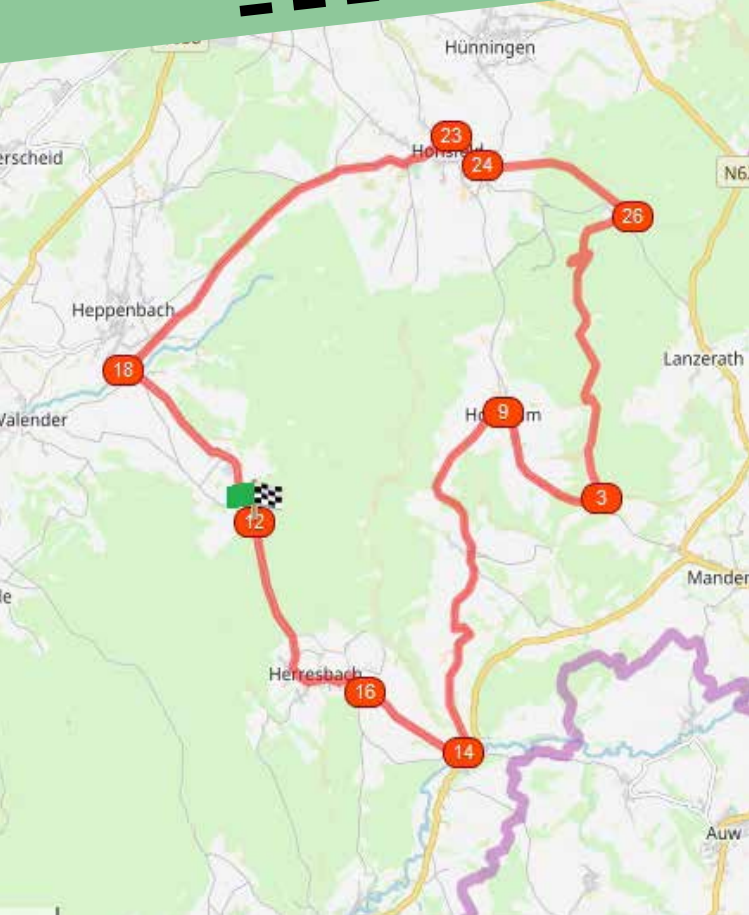 Hünningen
erscheid
23
24
N6
26
Heppenbach
Lanzerath
18
Valender
9
3
12
Mander
Herresbach
16
14
Auw